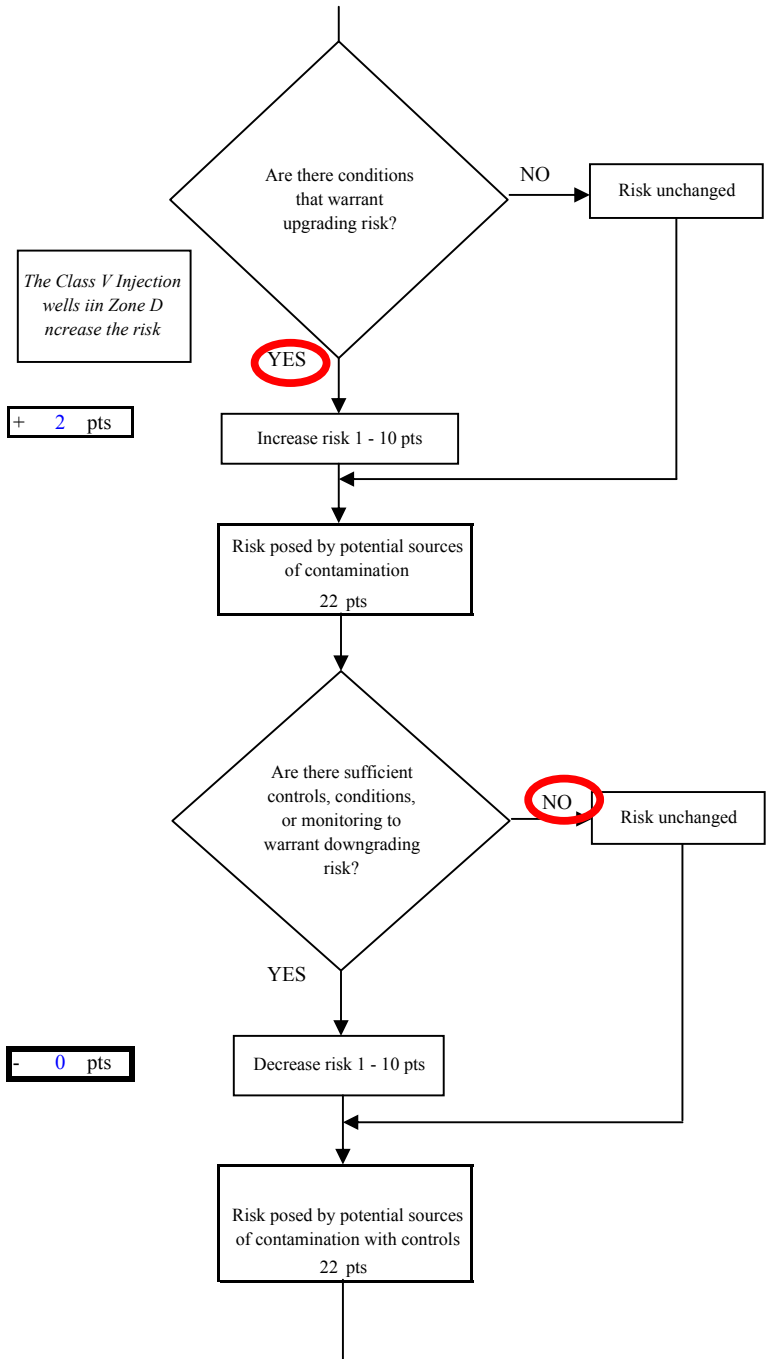 Are there conditions
that warrant
upgrading risk?
NO
Risk unchanged
The Class V Injection
wells iin Zone D
ncrease the risk
YES
+ 2 pts
Increase risk 1 - 10 pts
Risk posed by potential sources
of contamination
22 pts
Are there sufficient
controls, conditions,
or monitoring to
warrant downgrading
risk?
NO
Risk unchanged
YES
- 0 pts
Decrease risk 1 - 10 pts
Risk posed by potential sources
of contamination with controls
22 pts